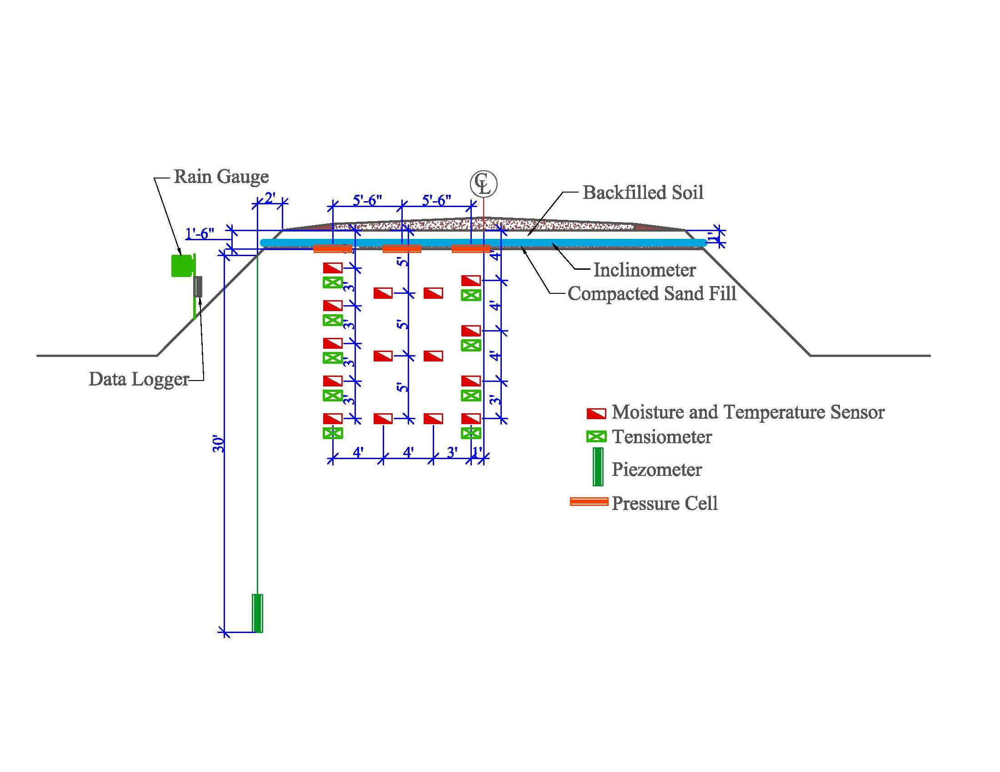 Rain Gauge
CL
Backfilled Soil
2'
5'-6"
5'-6"
1'-6"
1'
Inclinometer
Compacted Sand Fill
5'
4'
3'
3'
3'
3'
5'
5'
4'
4'
3'
Data Logger
30'
4'
4'
3'
1'
Moisture and Temperature Sensor
Tensiometer
Piezometer
Pressure Cell